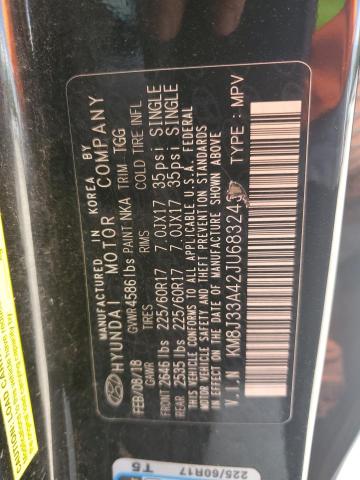 MANUFACTURED IN KOREA BY
HYUNDAI MOTOR COMPANY
FEB/08/18 GVWR 4586 lbs PAINT NKA TRIM TGG
GAWR TIRES RIMS COLD TIRE INFL
FRONT 2646 lbs 225/60R17 7.0JX17 35psi SINGLE
REAR 2535 lbs 225/60R17 7.0JX17 35psi SINGLE
THIS VEHICLE CONFORMS TO ALL APPLICABLE U.S.A. FEDERAL
MOTOR VEHICLE SAFETY, BUMPER, AND THEFT PREVENTION STANDARDS
IN EFFECT ON THE DATE OF MANUFACTURE SHOWN ABOVE.
V.I.N KM8J33A42JU68324 TYPE : MPV
225/60R17
T5